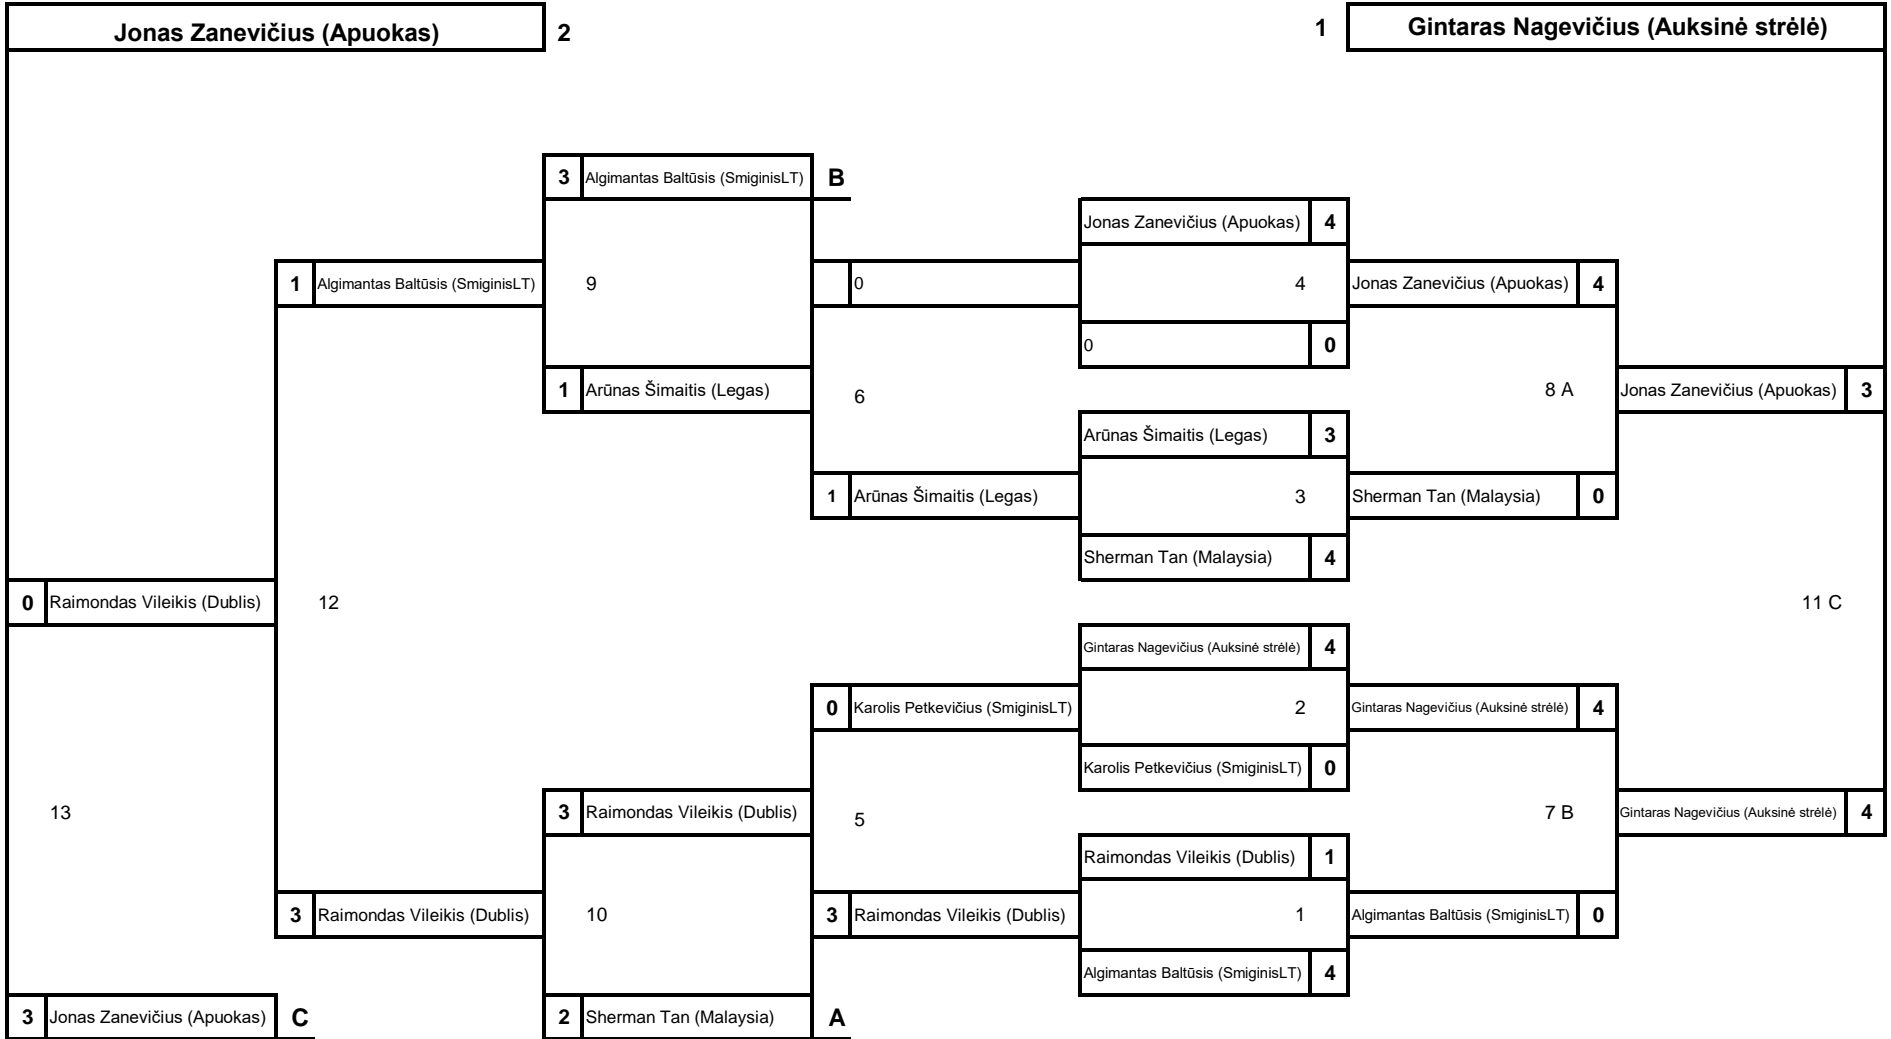 Jonas Zanevičius (Apuokas) 2
1 Gintaras Nagevičius (Auksinė strėlė)
3 Algimantas Baltūsis (SmiginisLT) B
Jonas Zanevičius (Apuokas) 4
1 Algimantas Baltūsis (SmiginisLT) 9 0 4 Jonas Zanevičius (Apuokas) 4
0 0
1 Arūnas Šimaitis (Legas) 6 8 A Jonas Zanevičius (Apuokas) 3
Arūnas Šimaitis (Legas) 3
1 Arūnas Šimaitis (Legas) 3 Sherman Tan (Malaysia) 0
Sherman Tan (Malaysia) 4
0 Raimondas Vileikis (Dublis) 12 11 C
Gintaras Nagevičius (Auksinė strėlė) 4
0 Karolis Petkevičius (SmiginisLT) 2 Gintaras Nagevičius (Auksinė strėlė) 4
Karolis Petkevičius (SmiginisLT) 0
13 3 Raimondas Vileikis (Dublis) 5 7 B Gintaras Nagevičius (Auksinė strėlė) 4
Raimondas Vileikis (Dublis) 1
3 Raimondas Vileikis (Dublis) 10 3 Raimondas Vileikis (Dublis) 1 Algimantas Baltūsis (SmiginisLT) 0
Algimantas Baltūsis (SmiginisLT) 4
3 Jonas Zanevičius (Apuokas) C 2 Sherman Tan (Malaysia) A